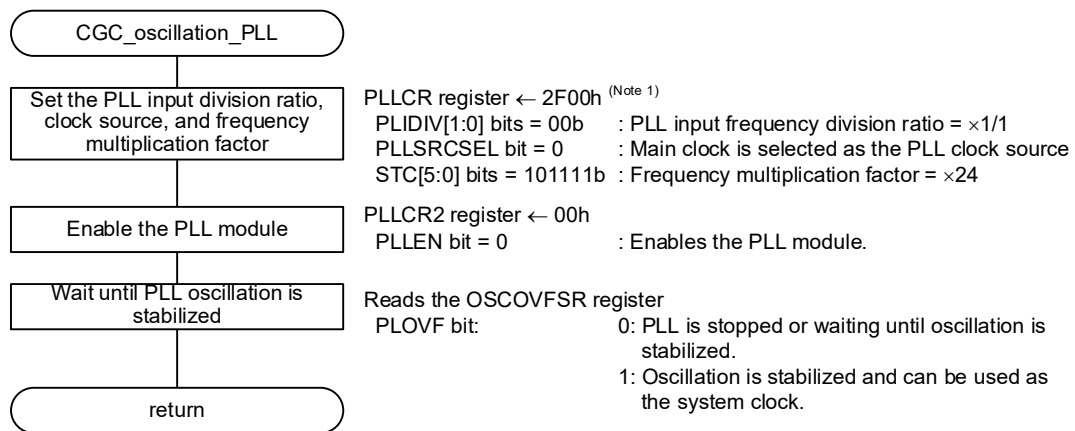 CGC_oscillation_PLL
Set the PLL input division ratio,
clock source, and frequency
multiplication factor
PLLCR register ← 2F00h (Note 1)
PLIDIV[1:0] bits = 00b : PLL input frequency division ratio = ×1/1
PLLSRCSEL bit = 0 : Main clock is selected as the PLL clock source
STC[5:0] bits = 101111b : Frequency multiplication factor = ×24
Enable the PLL module
PLLCR2 register ← 00h
PLLEN bit = 0 : Enables the PLL module.
Wait until PLL oscillation is
stabilized
Reads the OSCOVFSR register
PLOVF bit: 0: PLL is stopped or waiting until oscillation is
stabilized.
1: Oscillation is stabilized and can be used as
the system clock.
return